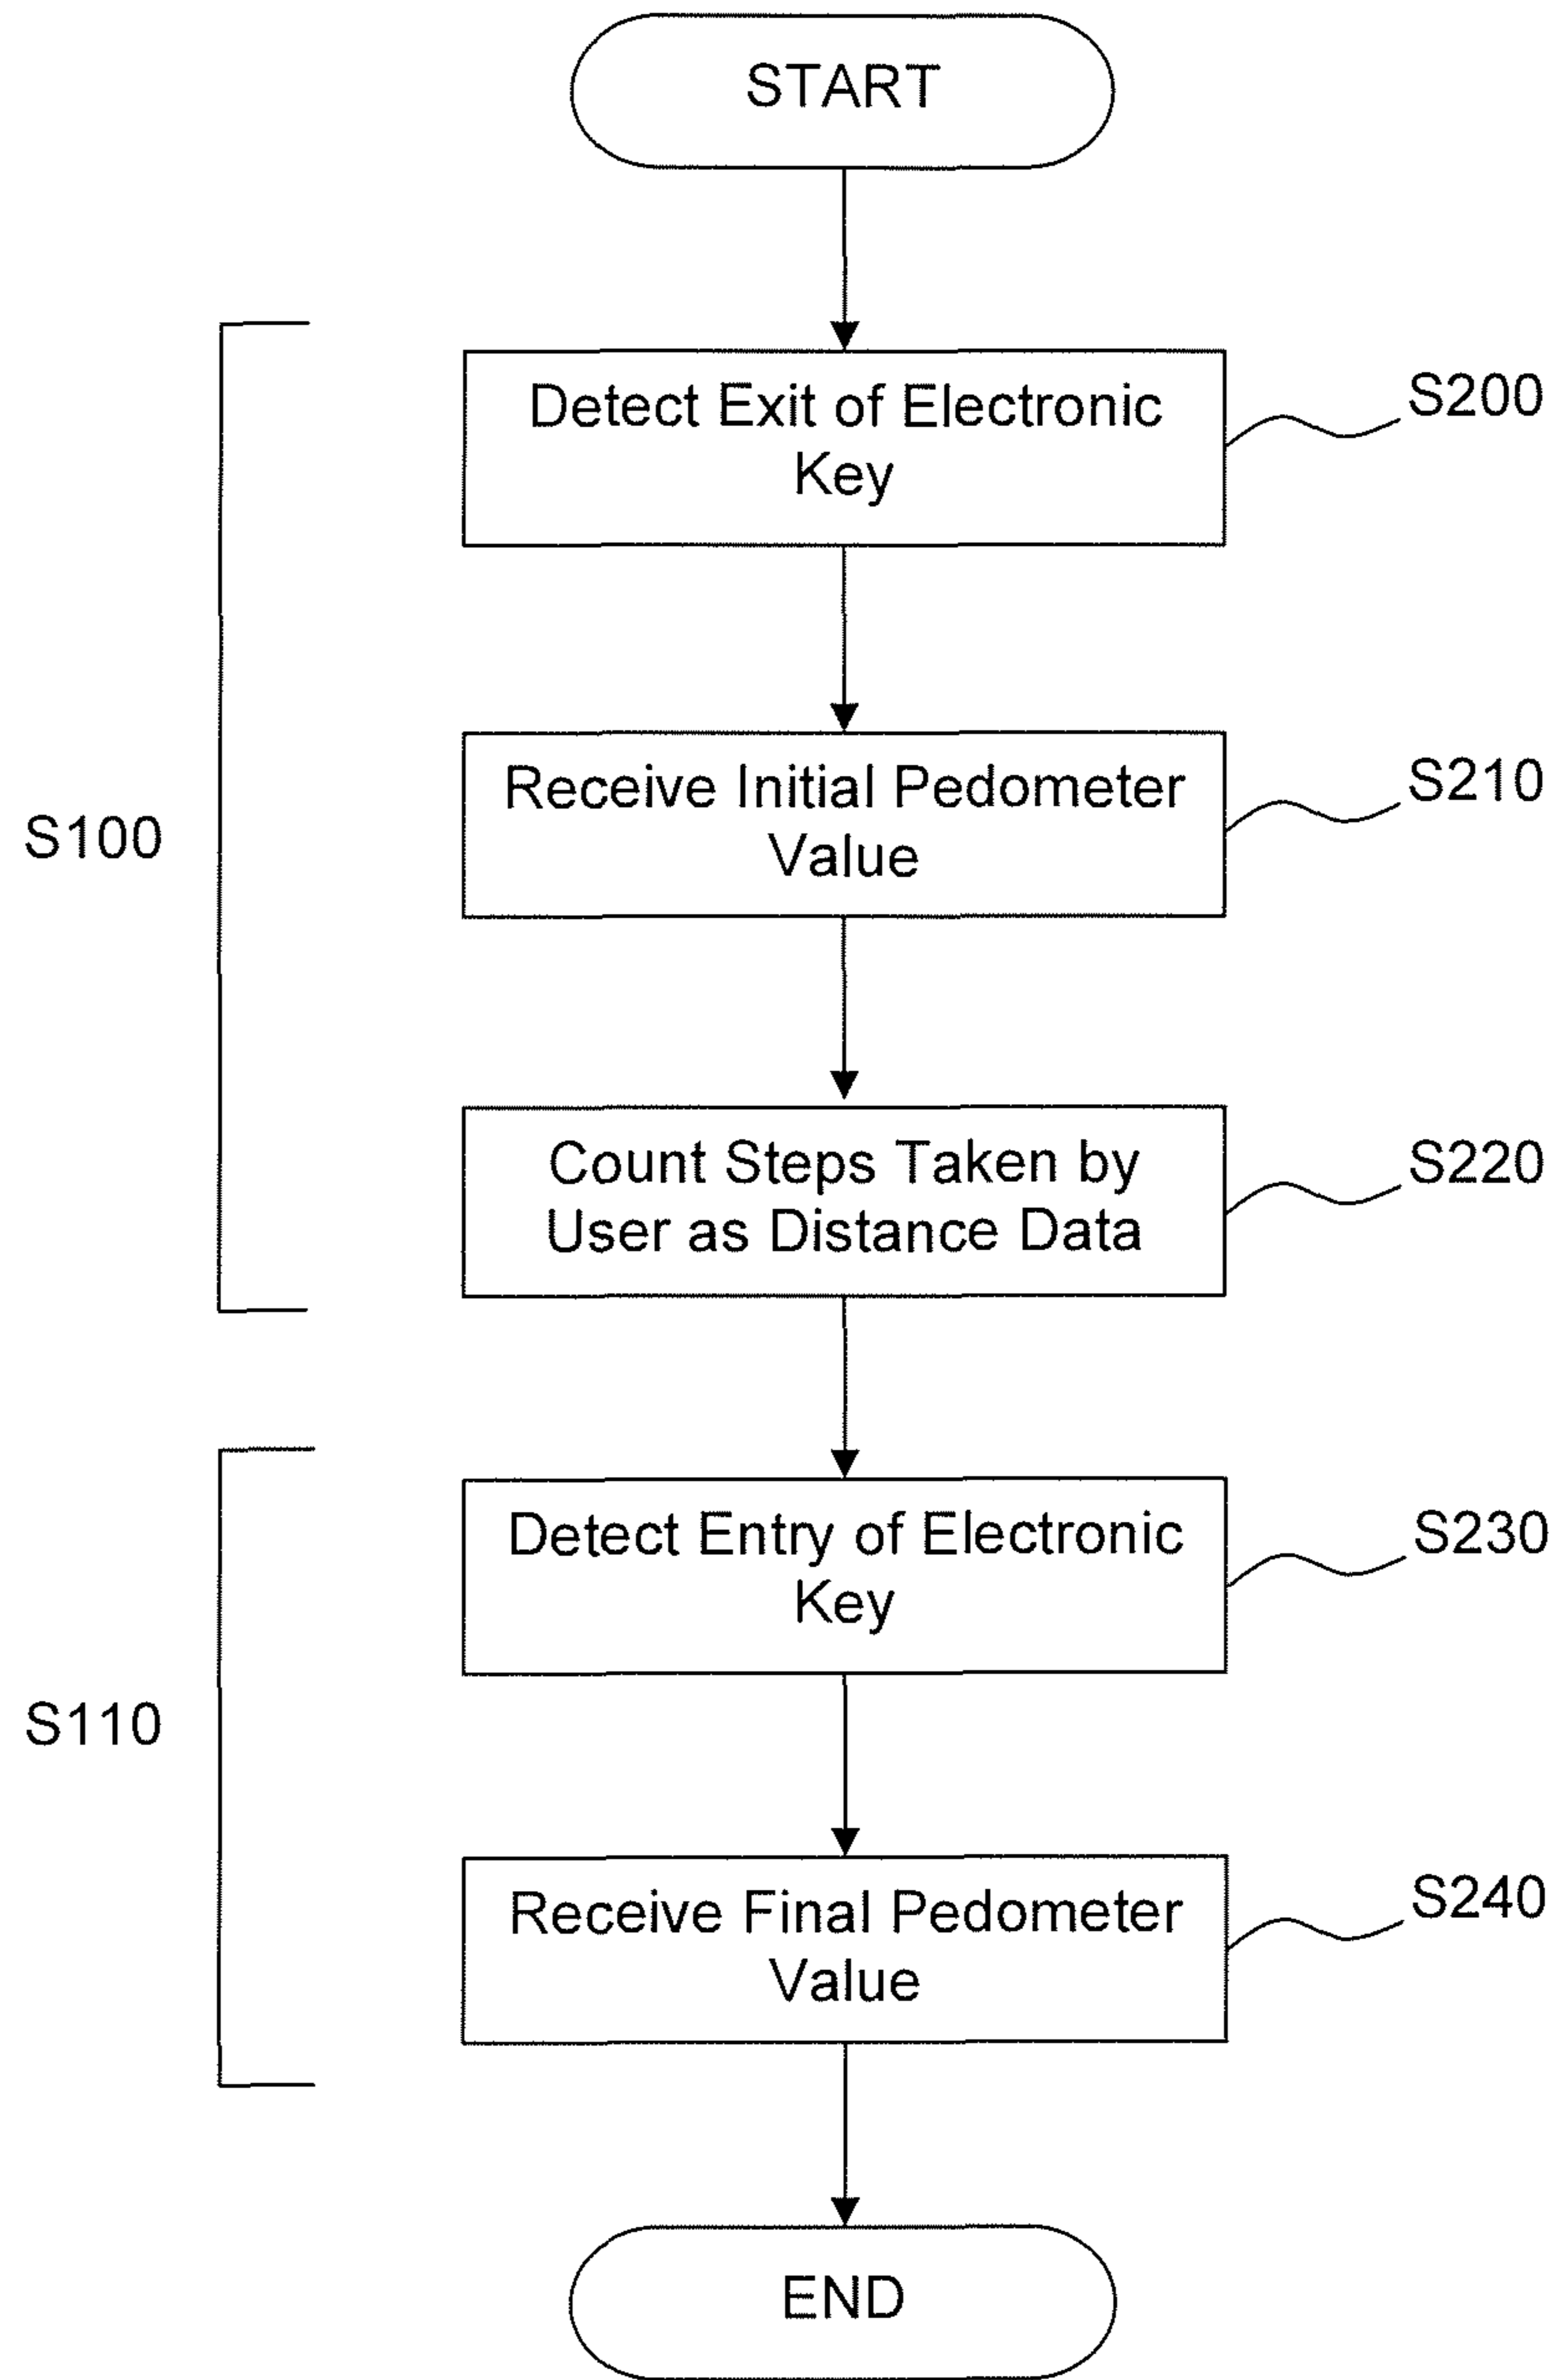 START
Detect Exit of Electronic
Key
S200
Receive Initial Pedometer
Value
S210
S100
Count Steps Taken by
User as Distance Data
S220
Detect Entry of Electronic
Key
S230
S110
Receive Final Pedometer
Value
S240
END